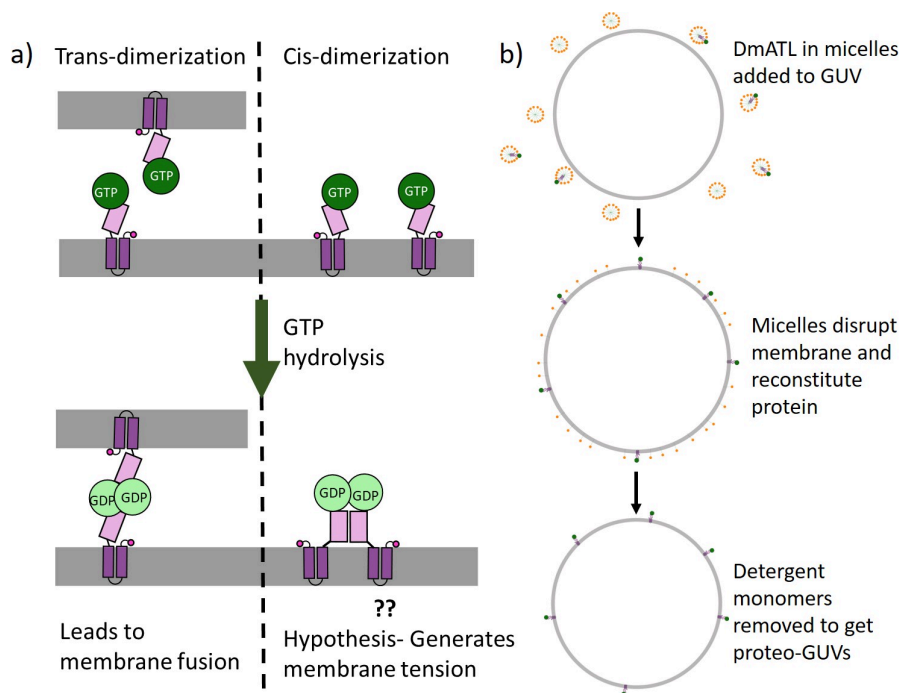 a)
Trans-dimerization
Cis-dimerization
GTP
GTP
GTP
GTP
GTP
hydrolysis
GDP
GDP
GDP
GDP
Leads to
membrane fusion
??
Hypothesis- Generates
membrane tension
b)
DmATL in micelles
added to GUV
Micelles disrupt
membrane and
reconstitute
protein
Detergent
monomers
removed to get
proteo-GUVs